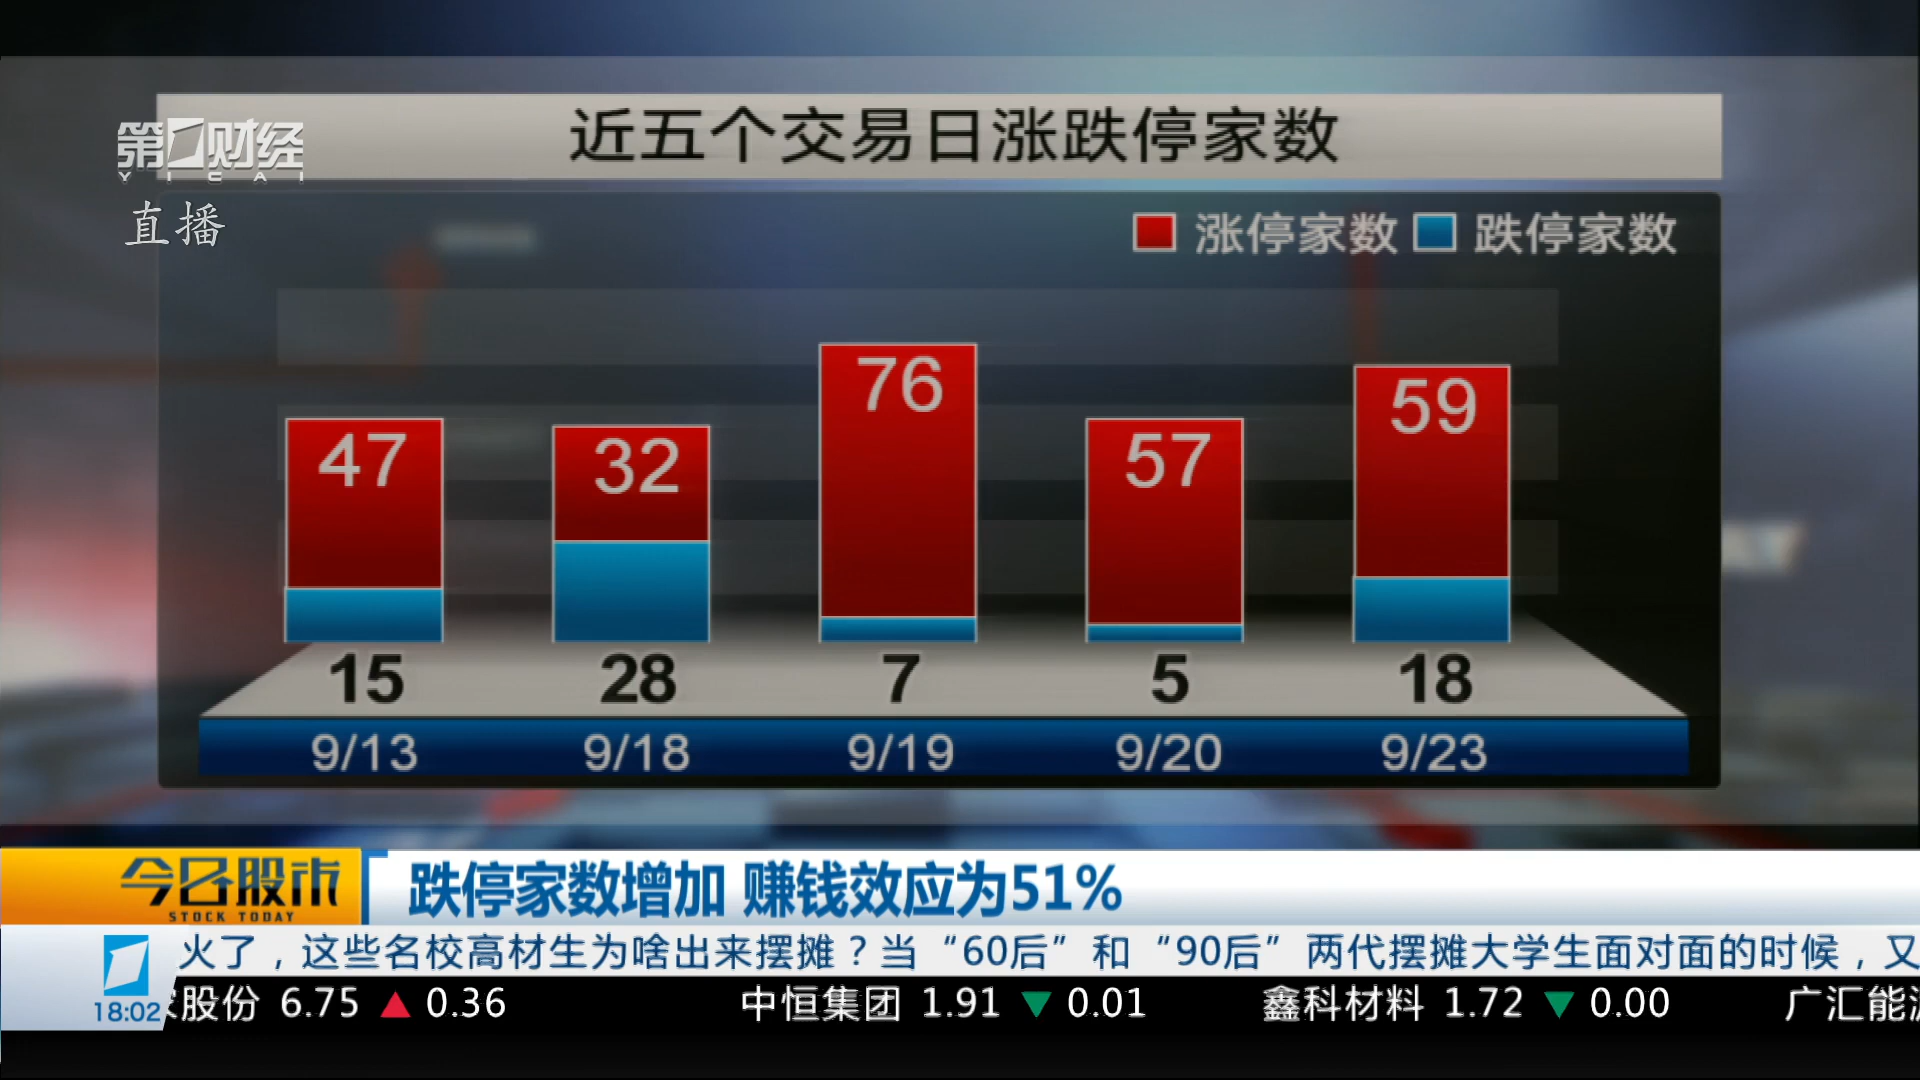 近五个交易日涨跌停家数
第一财经
YICAI
直播
涨停家数 跌停家数
47 32 76 57 59
15 28 7 5 18
9/13 9/18 9/19 9/20 9/23
今日股市
STOCK TODAY
跌停家数增加 赚钱效应为51%
火了，这些名校高材生为啥出来摆摊？当“60后”和“90后”两代摆摊大学生面对面的时候，又
18:02
股份 6.75 ▲ 0.36 中恒集团 1.91 ▼ 0.01 鑫科材料 1.72 ▼ 0.00 广汇能